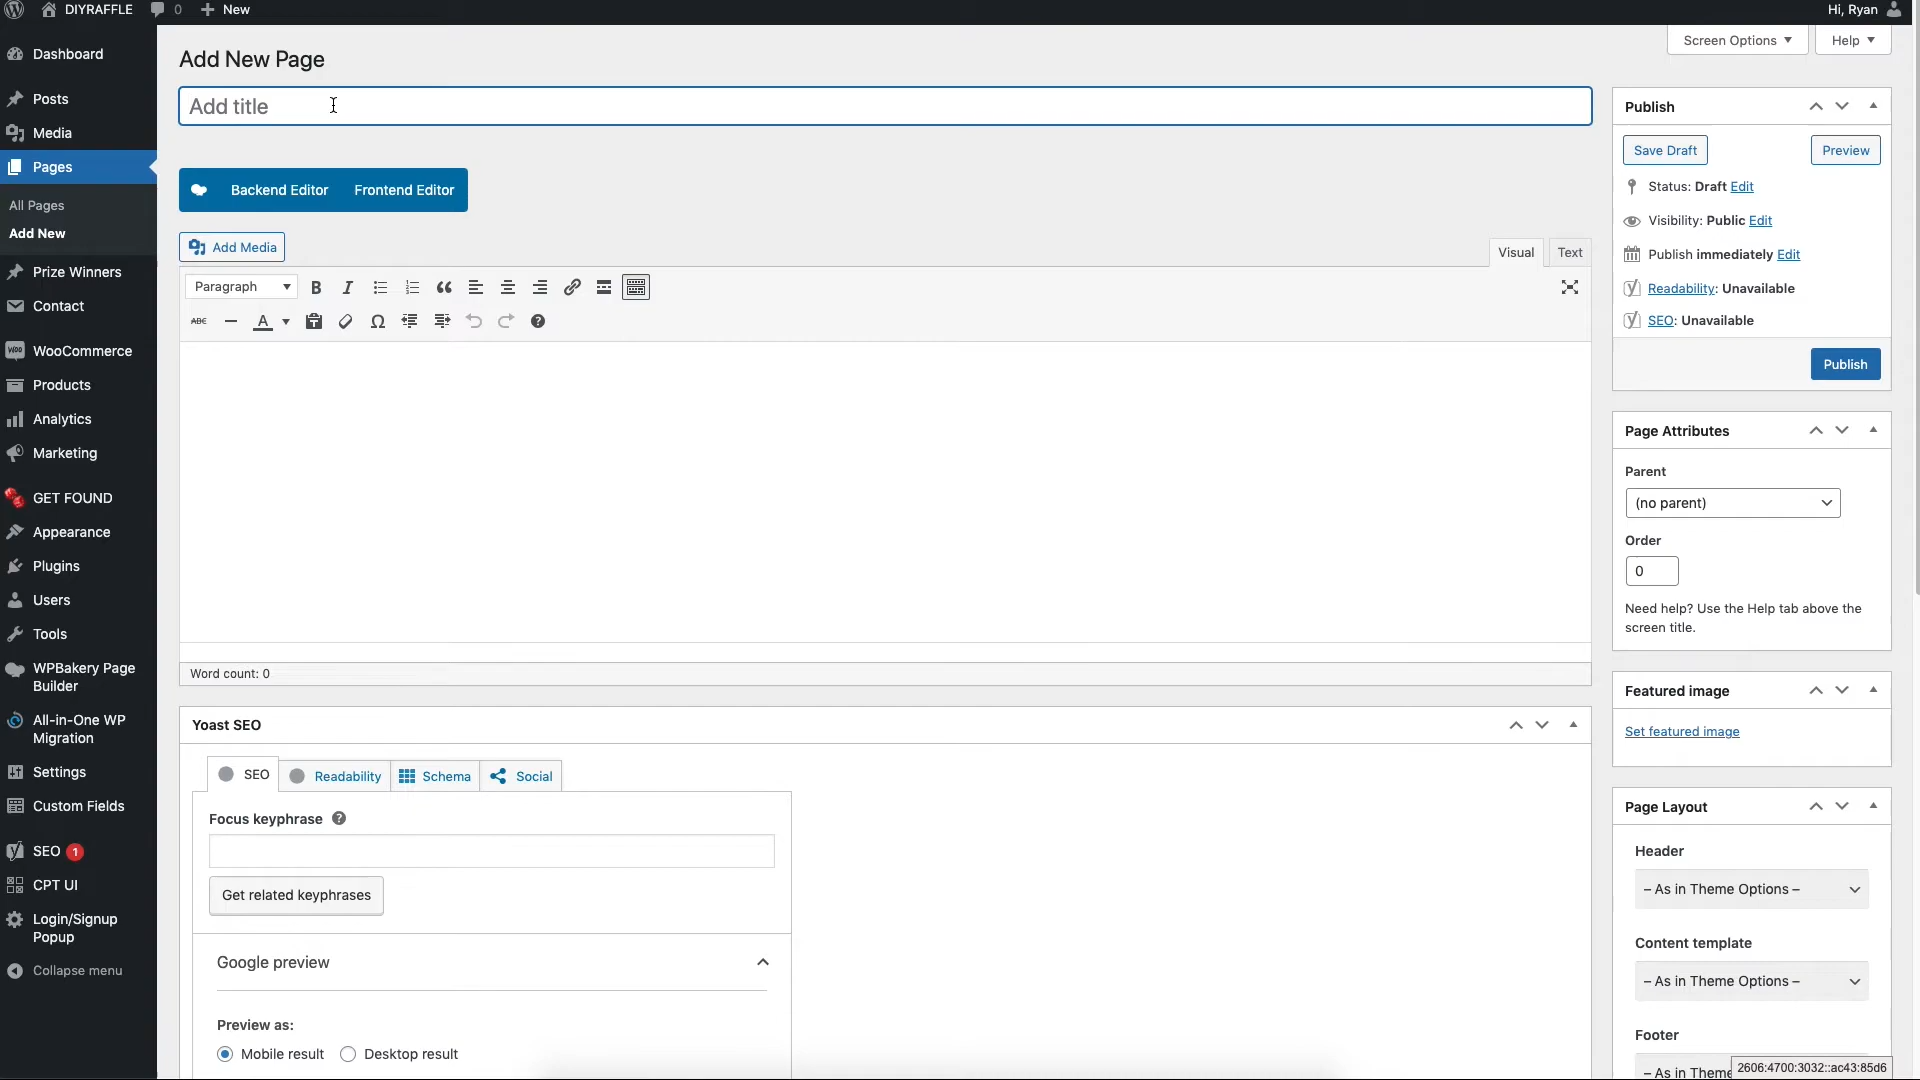 DIYRAFFLE
0
New
Hi, Ryan
Dashboard
Posts
Media
Pages
All Pages
Add New
Prize Winners
Contact
WooCommerce
Products
Analytics
Marketing
GET FOUND
Appearance
Plugins
Users
Tools
WPBakery Page
Builder
All-in-One WP
Migration
Settings
Custom Fields
SEO 1
CPT UI
Login/Signup
Popup
Collapse menu
Screen Options
Help
Add New Page
Add title
Backend Editor Frontend Editor
Add Media
Visual Text
Paragraph
ABC
Word count: 0
Yoast SEO
SEO Readability Schema Social
Focus keyphrase
Get related keyphrases
Google preview
Preview as:
Mobile result Desktop result
Publish
Save Draft Preview
Status: Draft Edit
Visibility: Public Edit
Publish immediately Edit
Readability: Unavailable
SEO: Unavailable
Publish
Page Attributes
Parent
(no parent)
Order
0
Need help? Use the Help tab above the
screen title.
Featured image
Set featured image
Page Layout
Header
– As in Theme Options –
Content template
– As in Theme Options –
Footer
– As in Theme
2606:4700:3032::ac43:85d6